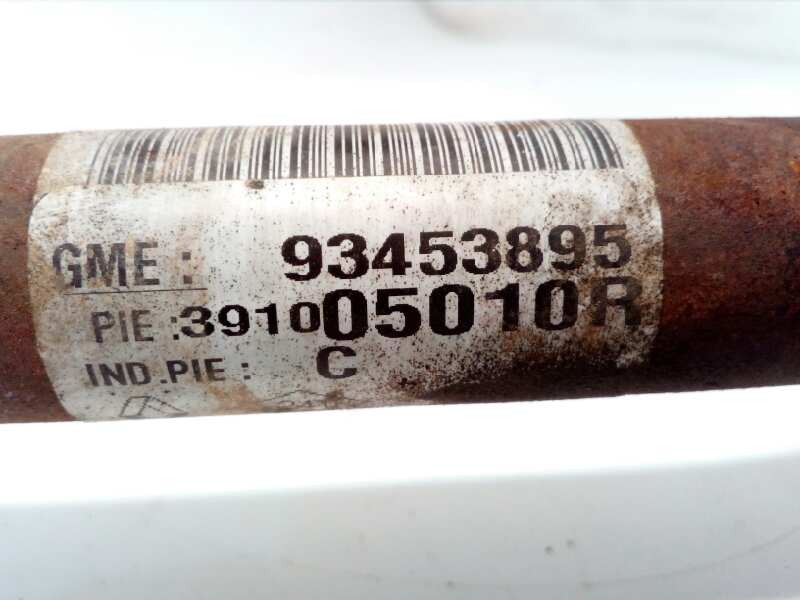 GME : 93453895
PIE : 391005010R
IND.PIE : C